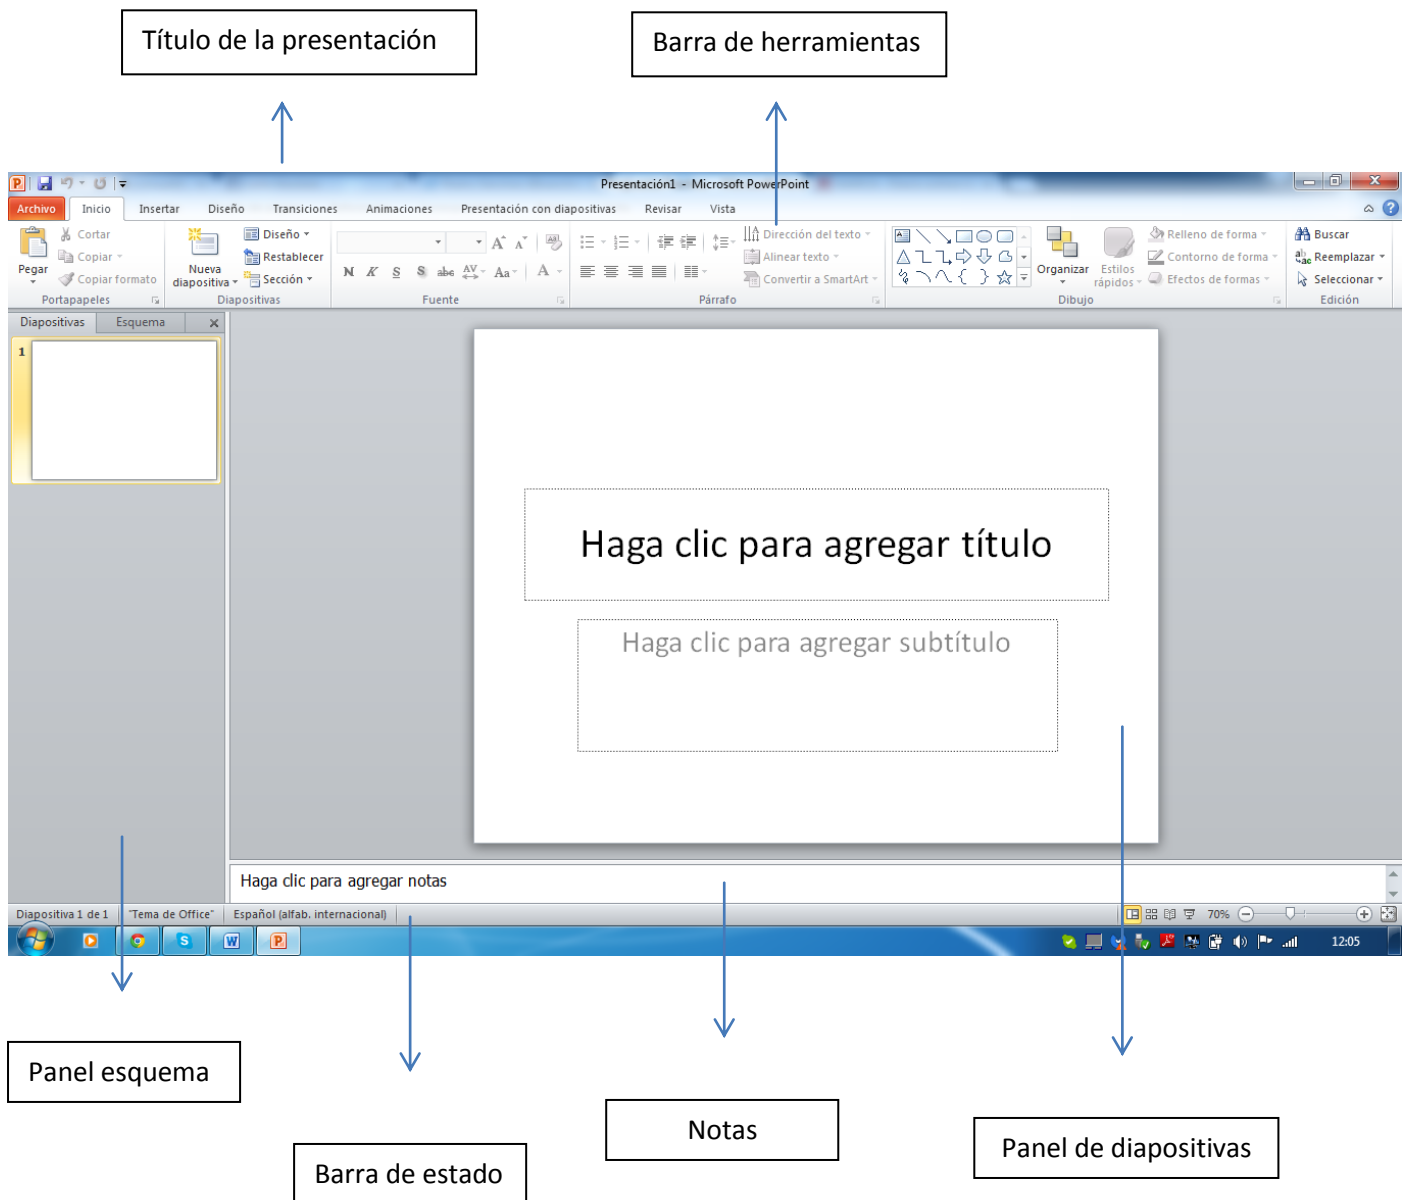 Título de la presentación
Barra de herramientas
Presentación1 - Microsoft PowerPoint
Archivo Inicio Insertar Diseño Transiciones Animaciones Presentación con diapositivas Revisar Vista
Pegar
Cortar
Copiar
Copiar formato
Portapapeles
Nueva
diapositiva
Diseño
Restablecer
Sección
Diapositivas
N K S S abc AV Aa A
Fuente
Dirección del texto
Alinear texto
Convertir a SmartArt
Párrafo
Organizar
Estilos
rápidos
Relleno de forma
Contorno de forma
Efectos de formas
Dibujo
Buscar
Reemplazar
Seleccionar
Edición
Diapositivas Esquema
1
Haga clic para agregar título
Haga clic para agregar subtítulo
Haga clic para agregar notas
Diapositiva 1 de 1 "Tema de Office" Español (alfab. internacional) 70%
12:05
Panel esquema
Notas
Panel de diapositivas
Barra de estado